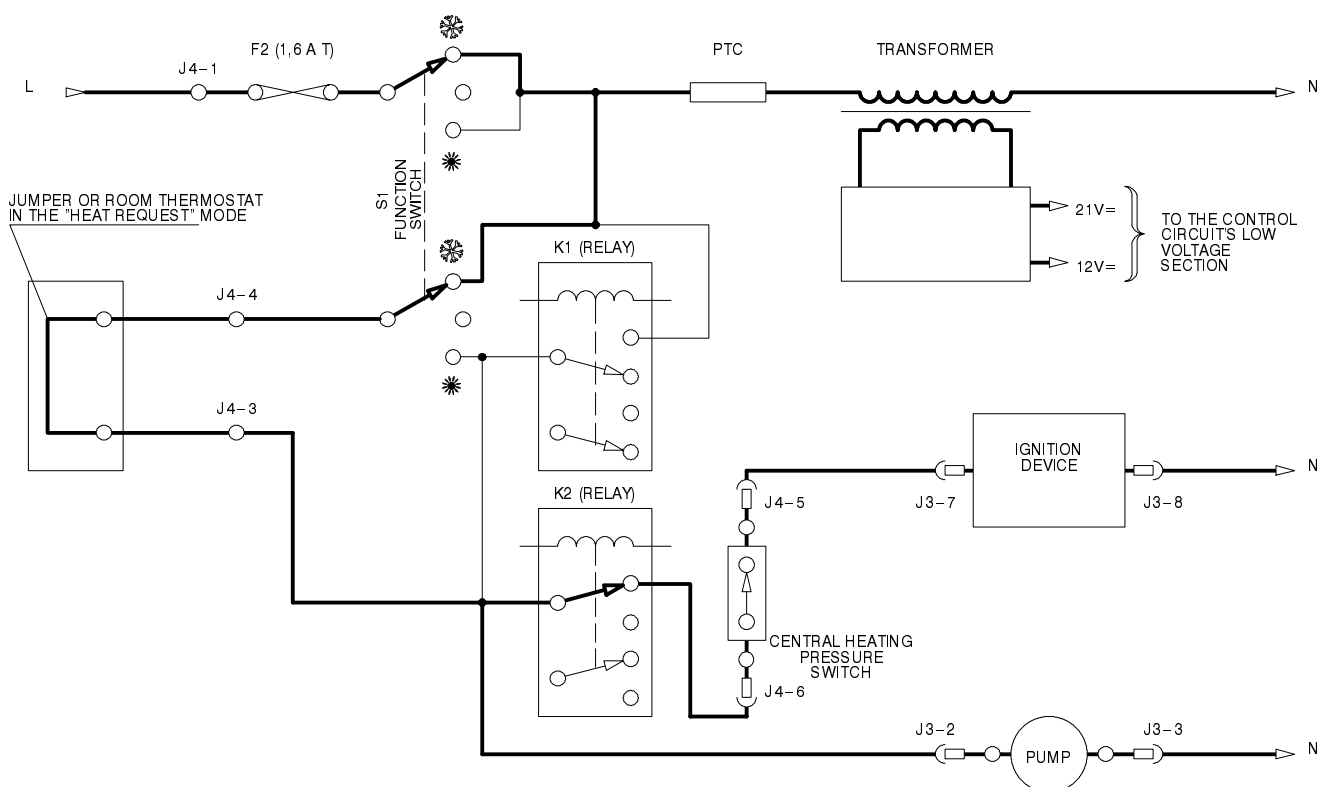 F2 (1,6 A T)
PTC
TRANSFORMER
J4-1
L
N
S1
FUNCTION
SWITCH
JUMPER OR ROOM THERMOSTAT
IN THE "HEAT REQUEST" MODE
21V=
12V=
TO THE CONTROL
CIRCUIT'S LOW
VOLTAGE
SECTION
K1 (RELAY)
J4-4
J4-3
IGNITION
DEVICE
N
K2 (RELAY)
J4-5
J3-7
J3-8
CENTRAL HEATING
PRESSURE
SWITCH
J4-6
J3-2
J3-3
PUMP
N